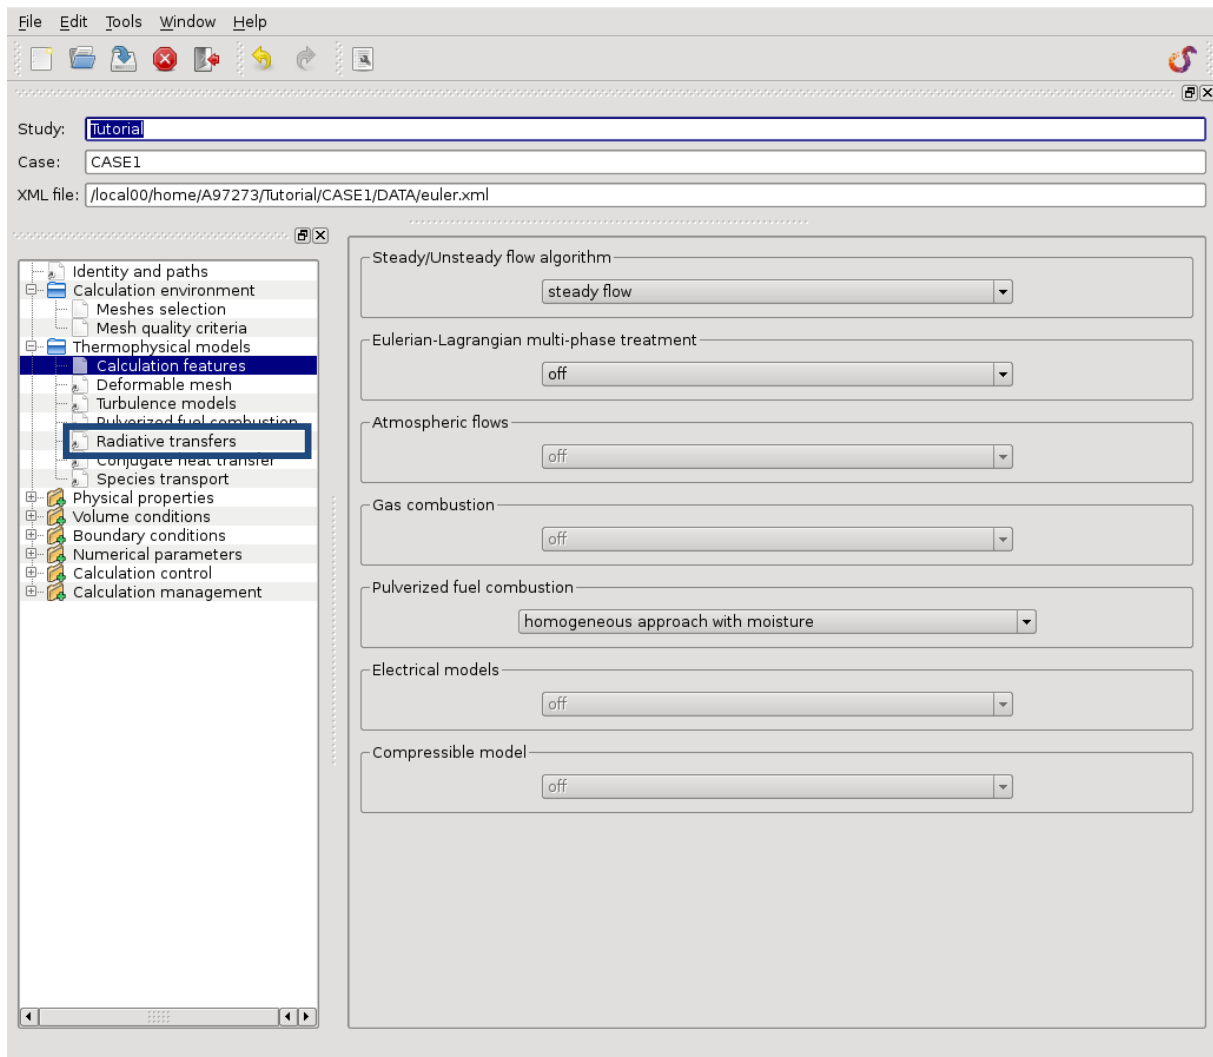 File Edit Tools Window Help
Study: Tutorial
Case: CASE1
XML file: /local00/home/A97273/Tutorial/CASE1/DATA/euler.xml
Identity and paths
Calculation environment
Meshes selection
Mesh quality criteria
Thermophysical models
Calculation features
Deformable mesh
Turbulence models
Pulverized fuel combustion
Radiative transfers
Conjugate heat transfer
Species transport
Physical properties
Volume conditions
Boundary conditions
Numerical parameters
Calculation control
Calculation management
Steady/Unsteady flow algorithm
steady flow
Eulerian-Lagrangian multi-phase treatment
off
Atmospheric flows
off
Gas combustion
off
Pulverized fuel combustion
homogeneous approach with moisture
Electrical models
off
Compressible model
off